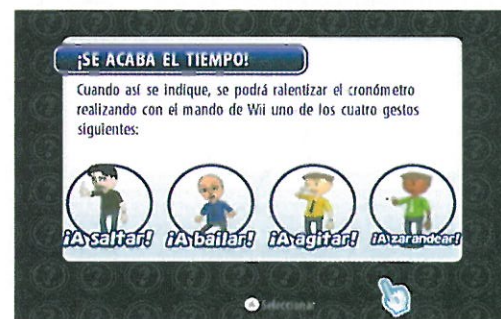 ¡SE ACABA EL TIEMPO!
Cuando así se indique, se podrá ralentizar el cronómetro
realizando con el mando de Wii uno de los cuatro gestos
siguientes:
¡A saltar! ¡A bailar! ¡A agitar! ¡A zarandear!
A Seleccionar